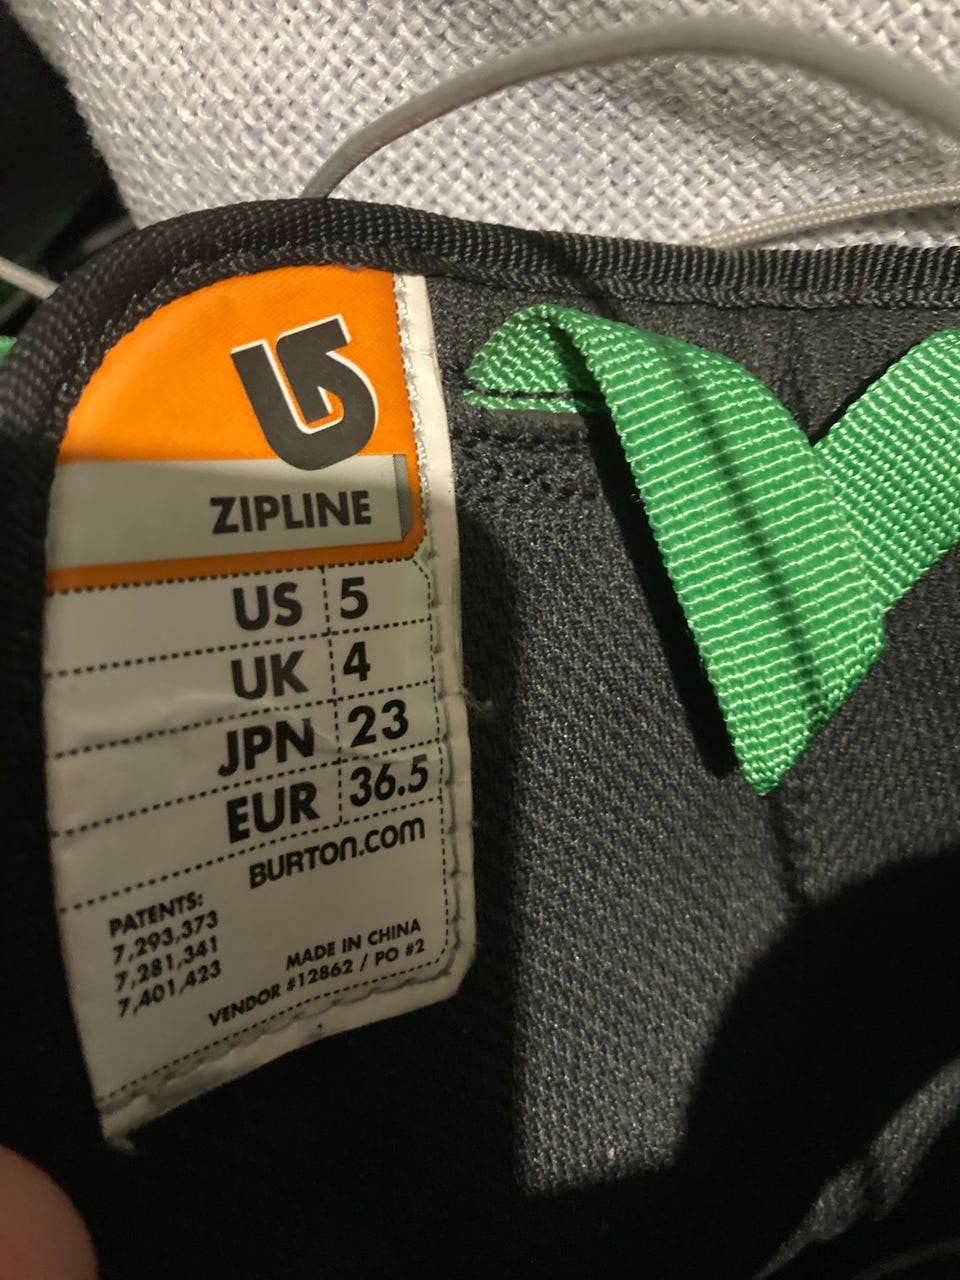 ZIPLINE
US 5
UK 4
JPN 23
EUR 36.5
BURTON.COM
PATENTS:
7,293,373
7,281,341
7,401,423
MADE IN CHINA
VENDOR #12862 / PO #2